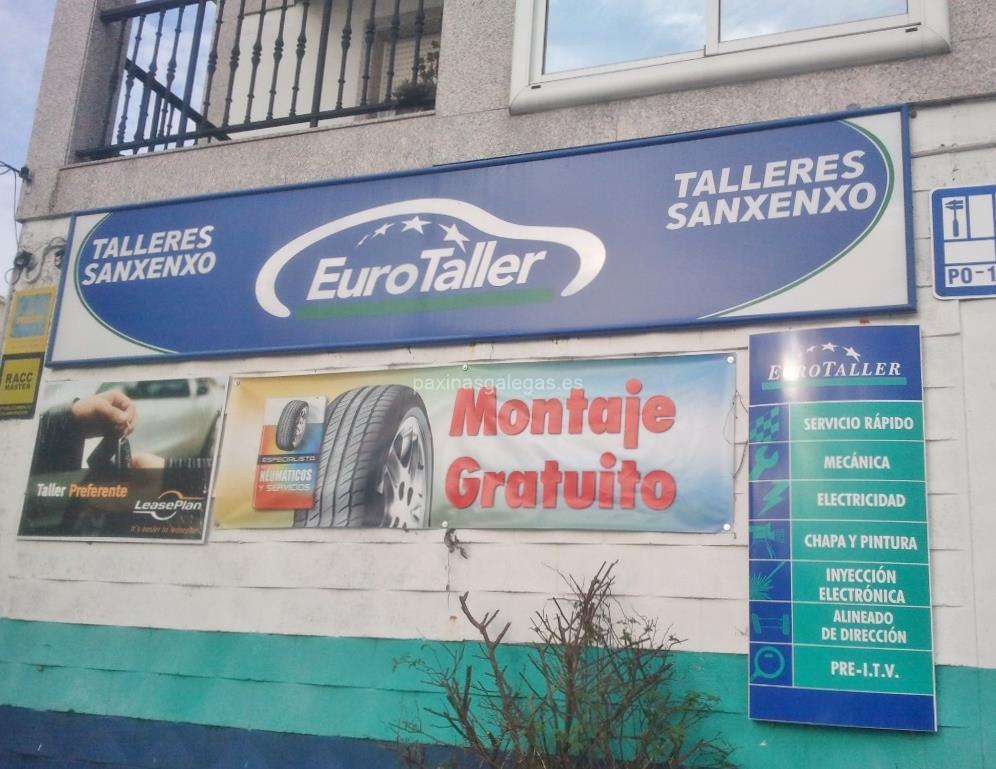 TALLERES
SANXENXO
EuroTaller
TALLERES
SANXENXO
PO-1
RACC
MASTER
Taller Preferente
LeasePlan
It's easier to leaseplan
paxinasgalegas.es
ESPECIALISTA
NEUMÁTICOS
Y SERVICIOS
Montaje
Gratuito
EUROTALLER
SERVICIO RÁPIDO
MECÁNICA
ELECTRICIDAD
CHAPA Y PINTURA
INYECCIÓN
ELECTRÓNICA
ALINEADO
DE DIRECCIÓN
PRE-I.T.V.